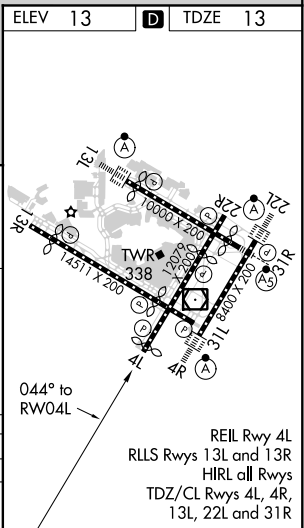 ELEV 13 D TDZE 13
A
13L
P
10000 X 200
22R
A
22L
13R
P
14511 X 200
TWR
338
12079 X 200
P
P
8400 X 200
A5
31R
P
P
P
31L
4L
4R
A
044° to
RW04L
REIL Rwy 4L
RLLS Rwys 13L and 13R
HIRL all Rwys
TDZ/CL Rwys 4L, 4R,
13L, 22L and 31R